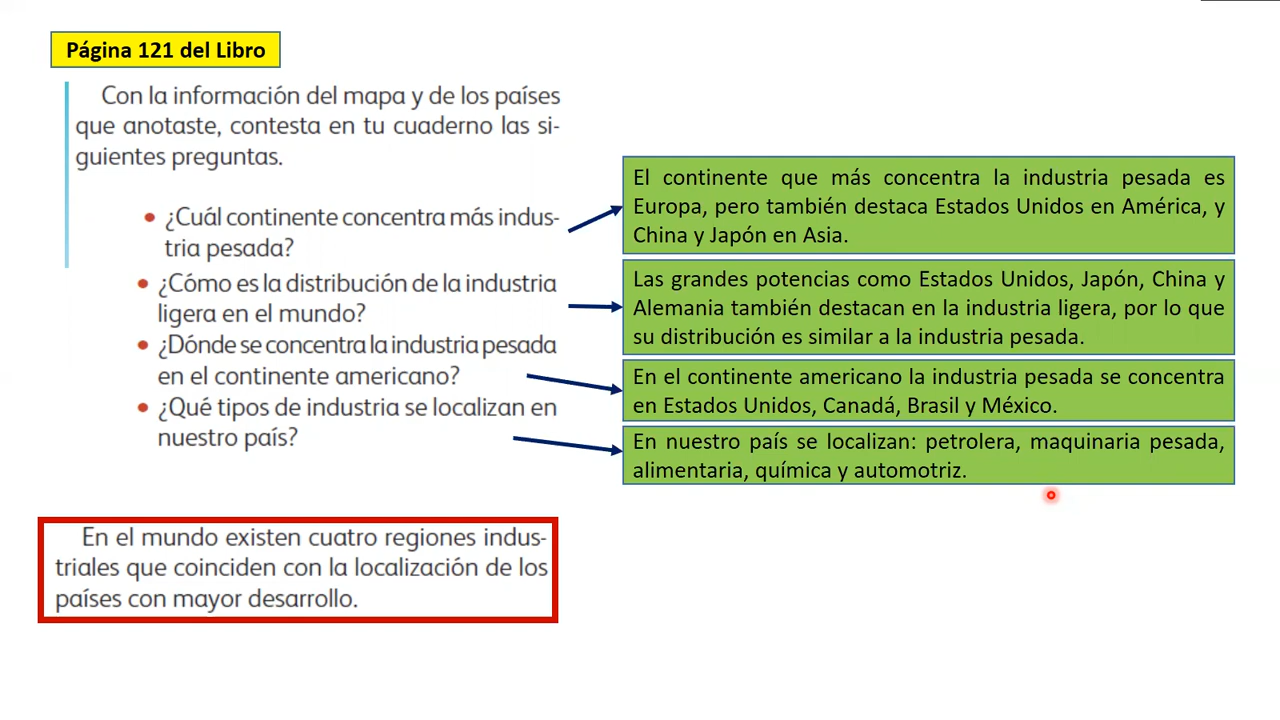 Página 121 del Libro
Con la información del mapa y de los países
que anotaste, contesta en tu cuaderno las si-
guientes preguntas.
• ¿Cuál continente concentra más indus-
tria pesada?
• ¿Cómo es la distribución de la industria
ligera en el mundo?
• ¿Dónde se concentra la industria pesada
en el continente americano?
• ¿Qué tipos de industria se localizan en
nuestro país?
El continente que más concentra la industria pesada es
Europa, pero también destaca Estados Unidos en América, y
China y Japón en Asia.
Las grandes potencias como Estados Unidos, Japón, China y
Alemania también destacan en la industria ligera, por lo que
su distribución es similar a la industria pesada.
En el continente americano la industria pesada se concentra
en Estados Unidos, Canadá, Brasil y México.
En nuestro país se localizan: petrolera, maquinaria pesada,
alimentaria, química y automotriz.
En el mundo existen cuatro regiones indus-
triales que coinciden con la localización de los
países con mayor desarrollo.